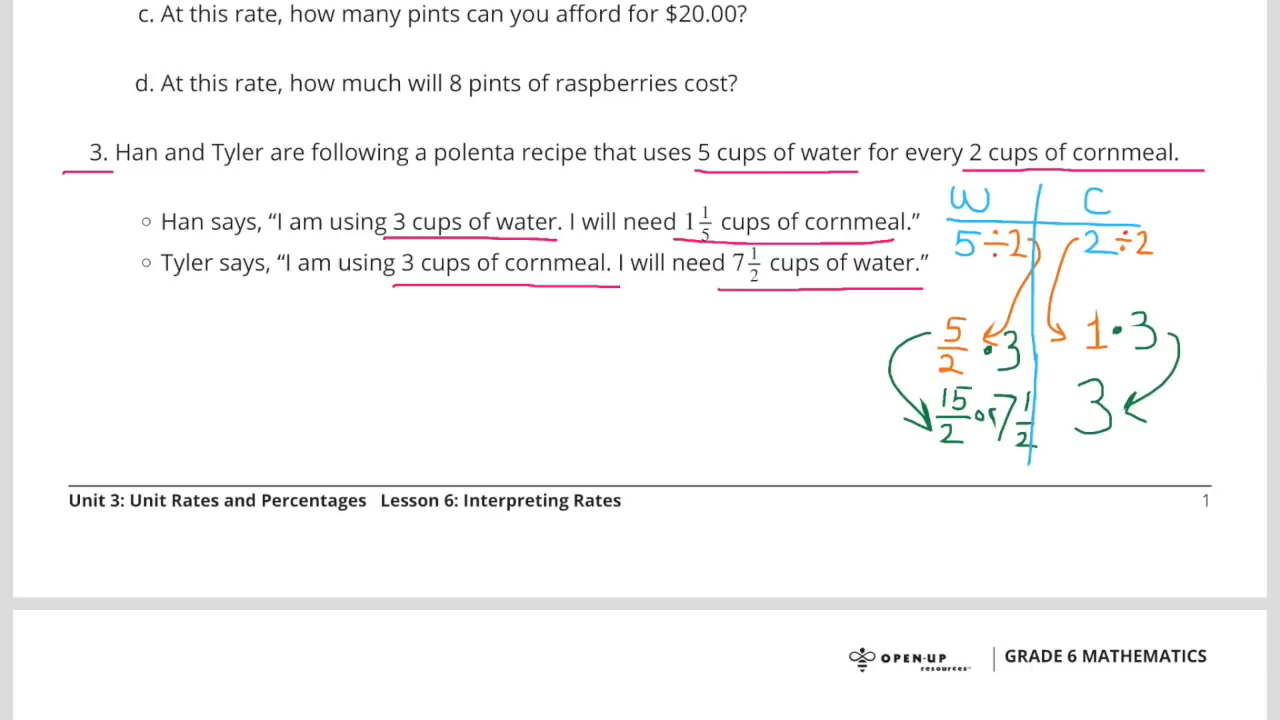 c. At this rate, how many pints can you afford for $20.00?
d. At this rate, how much will 8 pints of raspberries cost?
3. Han and Tyler are following a polenta recipe that uses 5 cups of water for every 2 cups of cornmeal.
W C
◦ Han says, “I am using 3 cups of water. I will need 1 1/5 cups of cornmeal.”
5÷2 2÷2
◦ Tyler says, “I am using 3 cups of cornmeal. I will need 7 1/2 cups of water.”
5/2 · 3 1 · 3
15/2 or 7 1/2 3
Unit 3: Unit Rates and Percentages Lesson 6: Interpreting Rates 1
OPEN-UP resources™ GRADE 6 MATHEMATICS